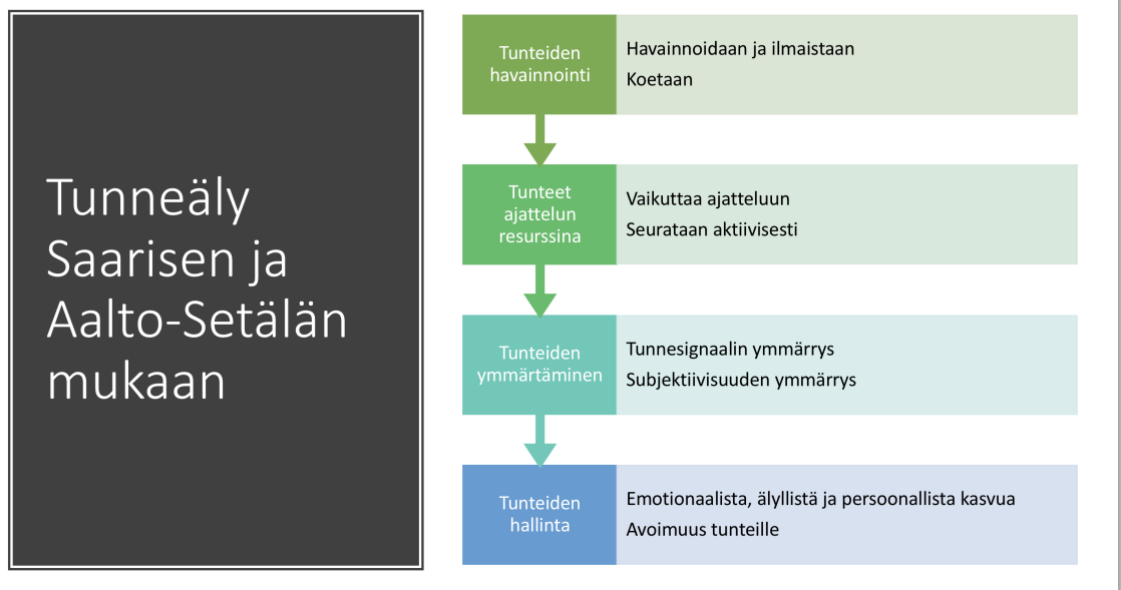 Tunneäly
Saarisen ja
Aalto-Setälän
mukaan
Tunteiden
havainnointi
Havainnoidaan ja ilmaistaan
Koetaan
Tunteet
ajattelun
resurssina
Vaikuttaa ajatteluun
Seurataan aktiivisesti
Tunteiden
ymmärtäminen
Tunnesignaalin ymmärrys
Subjektiivisuuden ymmärrys
Tunteiden
hallinta
Emotionaalista, älyllistä ja persoonallista kasvua
Avoimuus tunteille